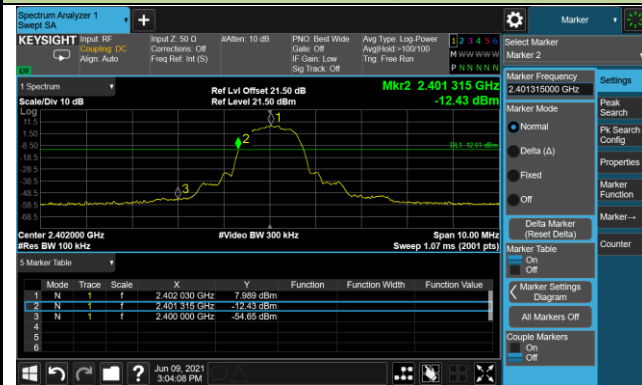 Spectrum Analyzer 1
Swept SA
Marker
KEYSIGHT
Input: RF
Coupling: DC
Align: Auto
Input Z: 50 Ω
Corrections: Off
Freq Ref: Int (S)
#Atten: 10 dB
PNO: Best Wide
Gate: Off
IF Gain: Low
Sig Track: Off
Avg Type: Log-Power
Avg|Hold:>100/100
Trig: Free Run
1 2 3 4 5 6
M W W W W W
P N N N N N
Select Marker
Marker 2
1 Spectrum
Scale/Div 10 dB
Log
Ref Lvl Offset 21.50 dB
Ref Level 21.50 dBm
Mkr2 2.401 315 GHz
-12.43 dBm
11.5
1.50
-8.50
-18.5
-28.5
-38.5
-48.5
-58.5
-68.5
1
2
3
DL1 -12.01 dBm
Center 2.402000 GHz
#Res BW 100 kHz
#Video BW 300 kHz
Span 10.00 MHz
Sweep 1.07 ms (2001 pts)
5 Marker Table
Mode Trace Scale X Y Function Function Width Function Value
1 N 1 f 2.402 030 GHz 7.989 dBm
2 N 1 f 2.401 315 GHz -12.43 dBm
3 N 1 f 2.400 000 GHz -54.65 dBm
4
5
6
Jun 09, 2021
3:04:08 PM
Marker Frequency
2.401315000 GHz
Marker Mode
Normal
Delta (Δ)
Fixed
Off
Delta Marker
(Reset Delta)
Marker Table
On
Off
Marker Settings
Diagram
All Markers Off
Couple Markers
On
Off
Settings
Peak
Search
Pk Search
Config
Properties
Marker
Function
Marker→
Counter